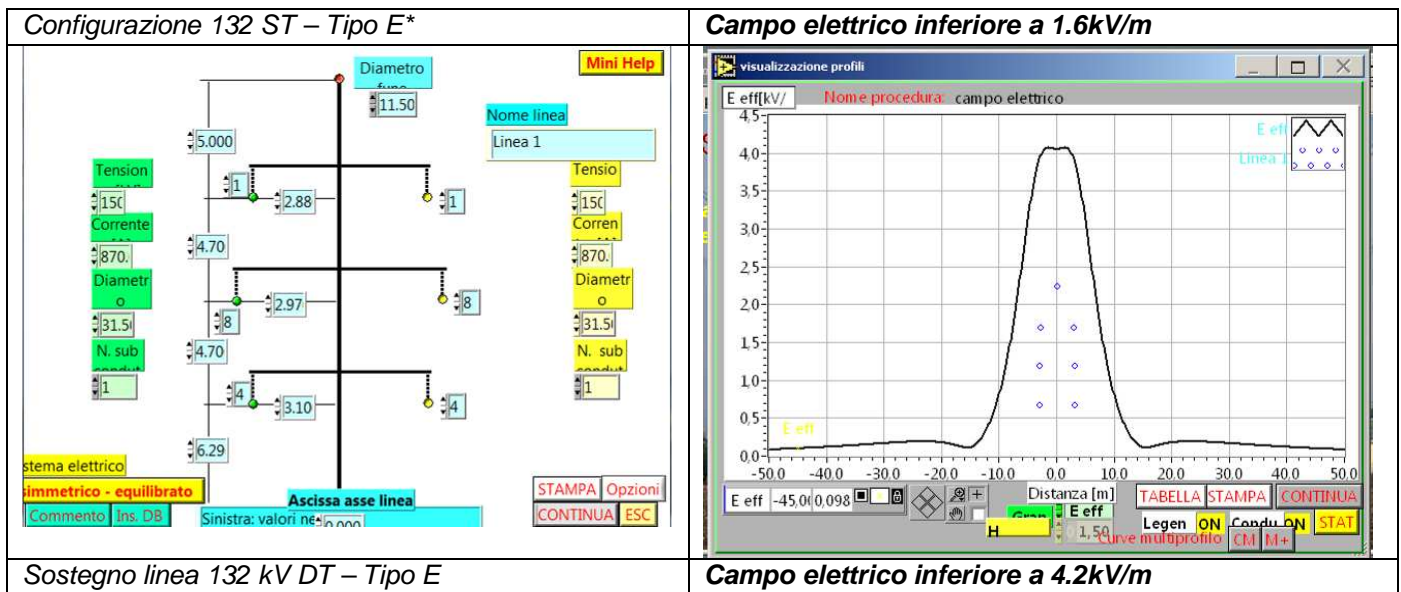 Configurazione 132 ST – Tipo E*
Campo elettrico inferiore a 1.6kV/m
Diametro
11.50
Mini Help
Nome linea
Linea 1
5.000
Tension
150
Corrente
870.
Diametr
o
31.5
N. sub
1
1
2.88
1
4.70
2.97
8
8
4.70
4
3.10
4
6.29
Tensio
150
Corren
870.
Diametr
o
31.5
N. sub
1
stema elettrico
simmetrico - equilibrato
Commento
Ins. DB
Ascissa asse linea
Sinistra: valori ne
0.000
STAMPA
Opzioni
CONTINUA
ESC
visualizzazione profili
E eff[kV/
Nome procedura: campo elettrico
4,5
4,0
3,5
3,0
2,5
2,0
1,5
1,0
0,5
0,0
E eff
Linea 1
E eff
-50,0 -40,0 -30,0 -20,0 -10,0 0,0 10,0 20,0 30,0 40,0 50,0
E eff
-45,0
0,098
Distanza [m]
TABELLA
STAMPA
CONTINUA
E eff
H
1,50
Legen
ON
Condu
ON
STAT
Curve multiprofilo
CM
M+
Sostegno linea 132 kV DT – Tipo E
Campo elettrico inferiore a 4.2kV/m